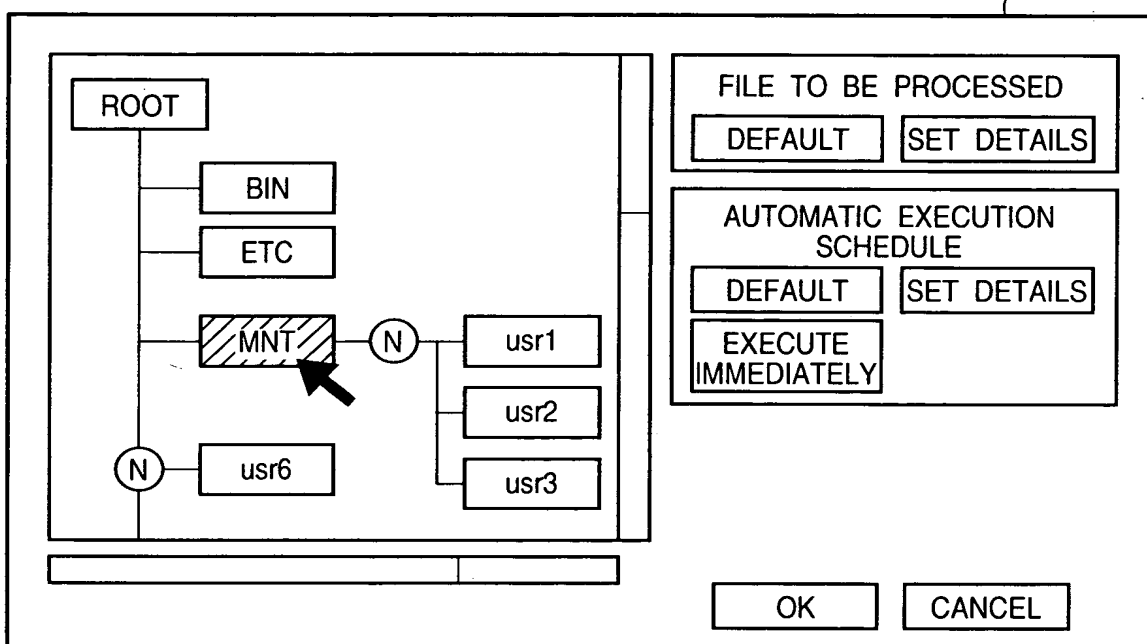 ROOT
BIN
ETC
MNT
N
usr1
usr2
usr3
N
usr6
FILE TO BE PROCESSED
DEFAULT
SET DETAILS
AUTOMATIC EXECUTION
SCHEDULE
DEFAULT
SET DETAILS
EXECUTE
IMMEDIATELY
OK
CANCEL